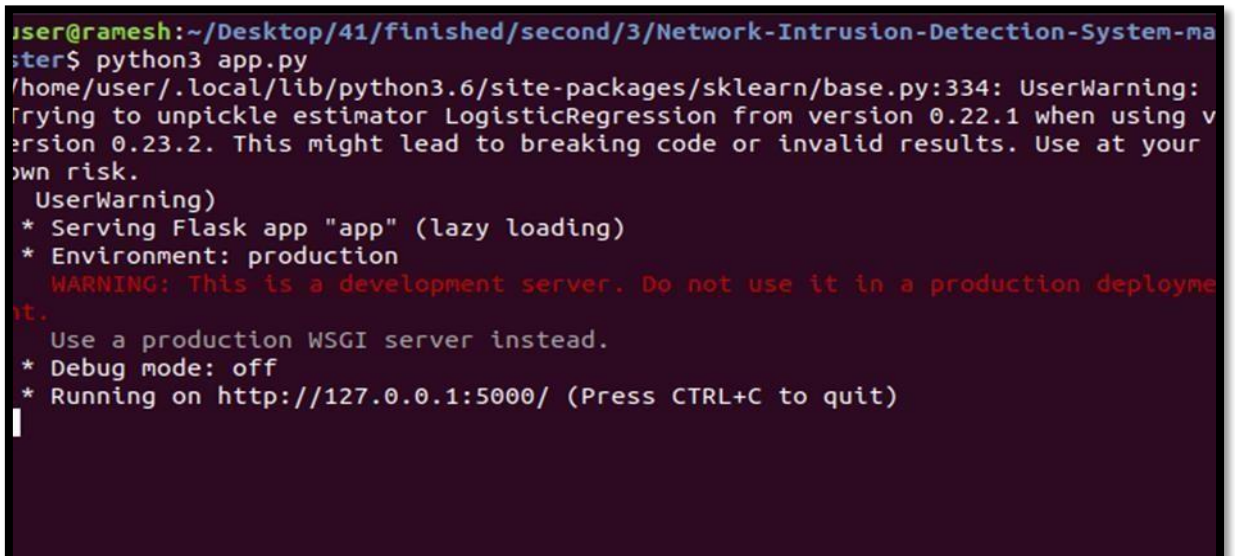 user@ramesh:~/Desktop/41/finished/second/3/Network-Intrusion-Detection-System-ma
ster$ python3 app.py
/home/user/.local/lib/python3.6/site-packages/sklearn/base.py:334: UserWarning:
Trying to unpickle estimator LogisticRegression from version 0.22.1 when using v
ersion 0.23.2. This might lead to breaking code or invalid results. Use at your
own risk.
  UserWarning)
 * Serving Flask app "app" (lazy loading)
 * Environment: production
   WARNING: This is a development server. Do not use it in a production deployme
nt.
   Use a production WSGI server instead.
 * Debug mode: off
 * Running on http://127.0.0.1:5000/ (Press CTRL+C to quit)